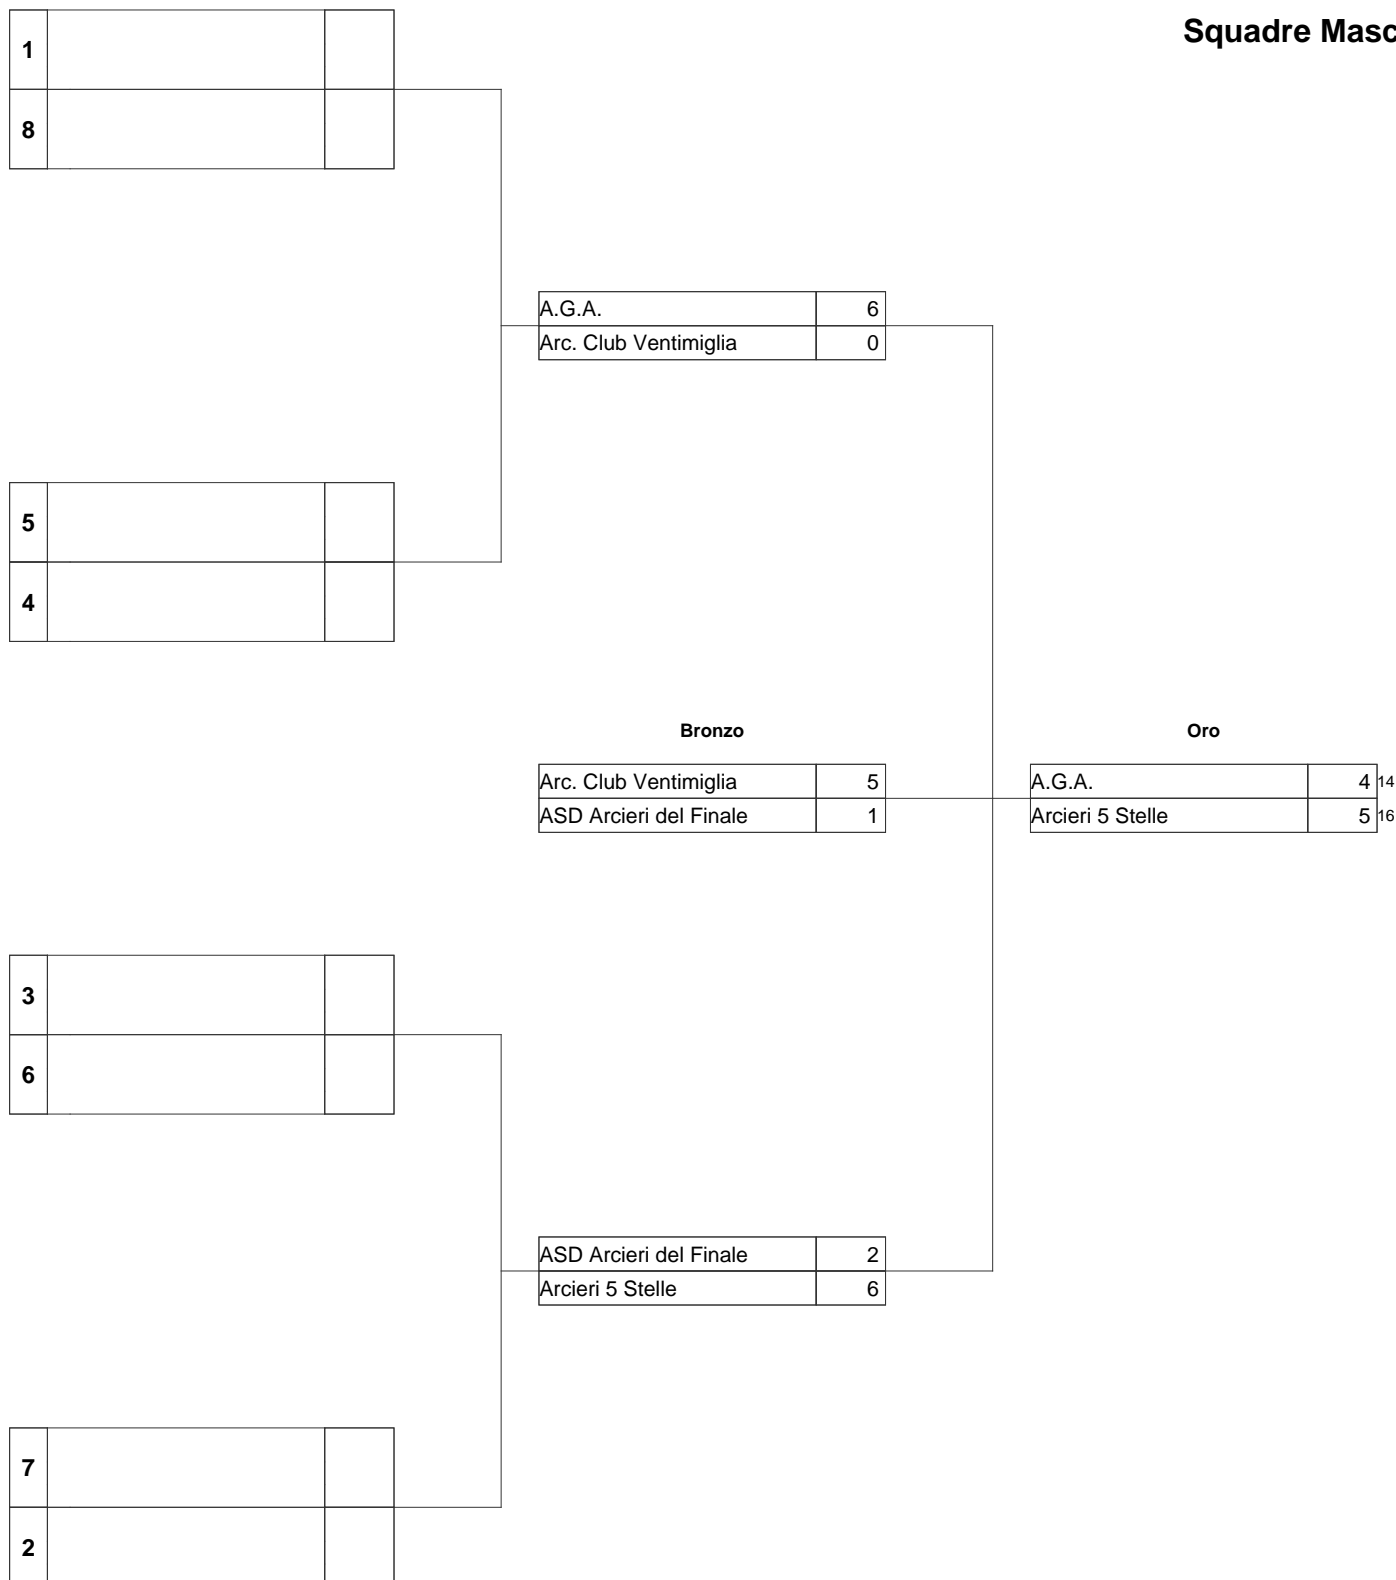 Squadre Masc
1
8
A.G.A. 6
Arc. Club Ventimiglia 0
5
4
Bronzo
Oro
Arc. Club Ventimiglia 5
ASD Arcieri del Finale 1
A.G.A. 4 14
Arcieri 5 Stelle 5 16
3
6
ASD Arcieri del Finale 2
Arcieri 5 Stelle 6
7
2